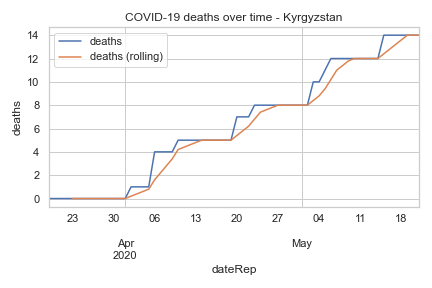 COVID-19 deaths over time - Kyrgyzstan
deaths
deaths (rolling)
14
12
10
8
6
4
2
0
deaths
23 30 06 13 20 27 04 11 18
Apr May
2020
dateRep